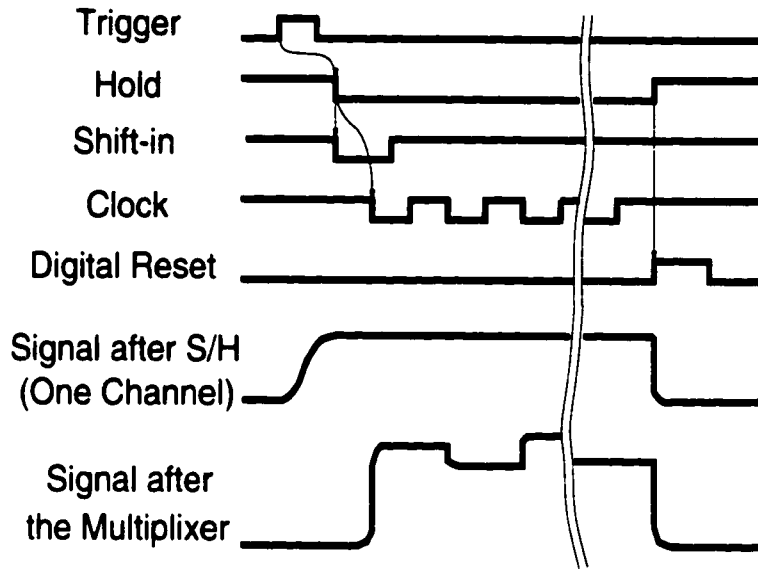 Trigger
Hold
Shift-in
Clock
Digital Reset
Signal after S/H
(One Channel)
Signal after
the Multiplixer